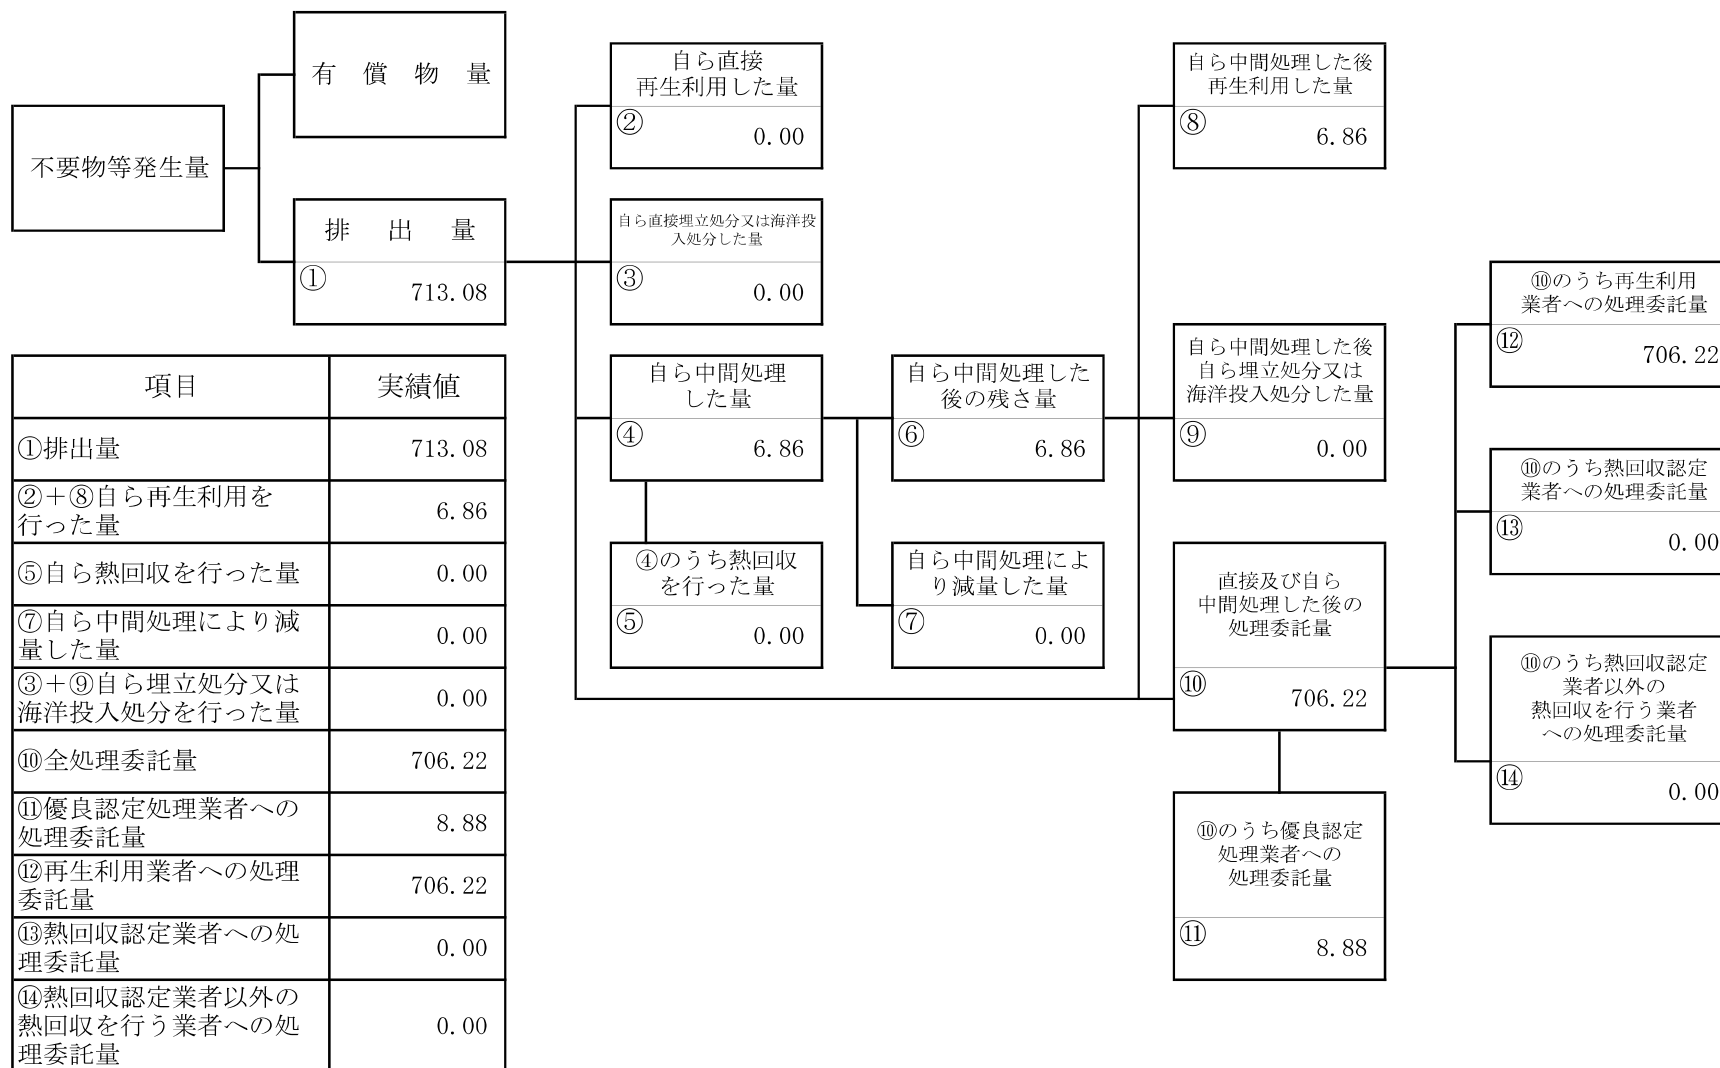 有 償 物 量
不要物等発生量
排 出 量
①
713.08
自ら直接
再生利用した量
②
0.00
自ら直接埋立処分又は海洋投
入処分した量
③
0.00
自ら中間処理
した量
④
6.86
④のうち熱回収
を行った量
⑤
0.00
自ら中間処理した
後の残さ量
⑥
6.86
自ら中間処理によ
り減量した量
⑦
0.00
自ら中間処理した後
再生利用した量
⑧
6.86
自ら中間処理した後
自ら埋立処分又は
海洋投入処分した量
⑨
0.00
直接及び自ら
中間処理した後の
処理委託量
⑩
706.22
⑩のうち優良認定
処理業者への
処理委託量
⑪
8.88
⑩のうち再生利用
業者への処理委託量
⑫
706.22
⑩のうち熱回収認定
業者への処理委託量
⑬
0.00
⑩のうち熱回収認定
業者以外の
熱回収を行う業者
への処理委託量
⑭
0.00
項目 実績値
①排出量 713.08
②＋⑧自ら再生利用を
行った量 6.86
⑤自ら熱回収を行った量 0.00
⑦自ら中間処理により減
量した量 0.00
③＋⑨自ら埋立処分又は
海洋投入処分を行った量 0.00
⑩全処理委託量 706.22
⑪優良認定処理業者への
処理委託量 8.88
⑫再生利用業者への処理
委託量 706.22
⑬熱回収認定業者への処
理委託量 0.00
⑭熱回収認定業者以外の
熱回収を行う業者への処 0.00
理委託量